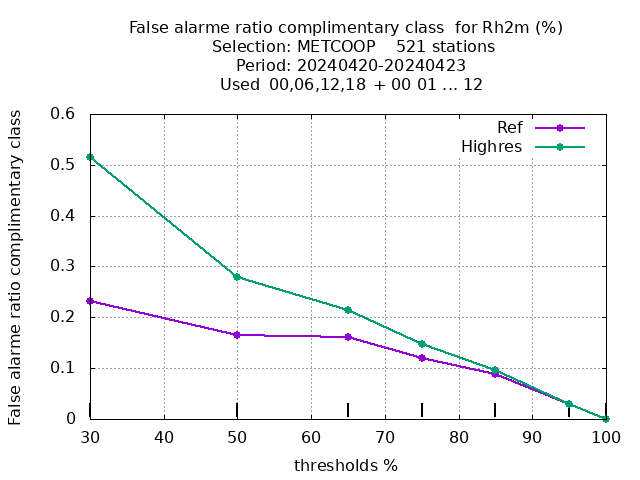 False alarme ratio complimentary class  for Rh2m (%)
Selection: METCOOP    521 stations
Period: 20240420-20240423
Used  00,06,12,18  + 00 01 ... 12
False alarme ratio complimentary class
0.6
0.5
0.4
0.3
0.2
0.1
0
Ref
Highres
30 40 50 60 70 80 90 100
thresholds %